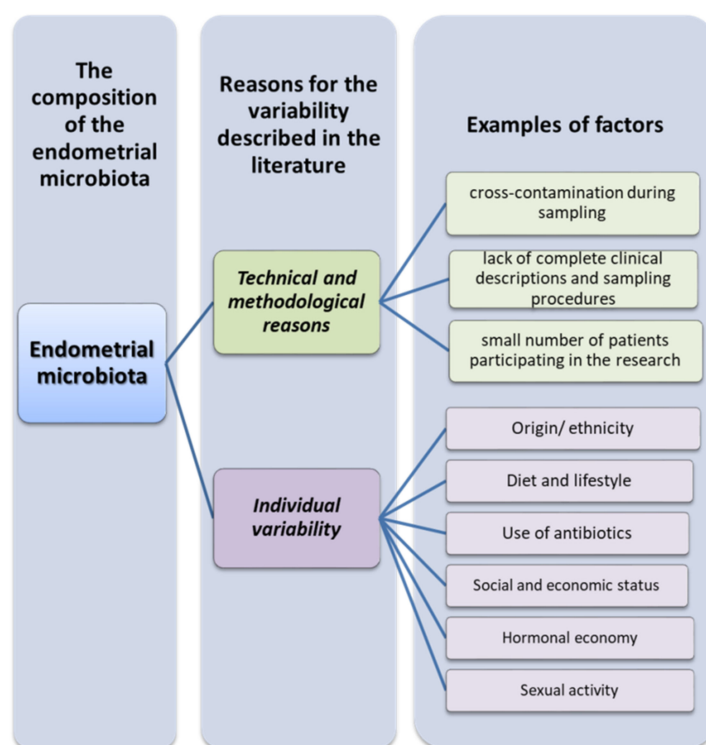 The
composition
of the
endometrial
microbiota
Endometrial
microbiota
Reasons for the
variability
described in the
literature
Technical and
methodological
reasons
Individual
variability
Examples of factors
cross-contamination during
sampling
lack of complete clinical
descriptions and sampling
procedures
small number of patients
participating in the research
Origin/ ethnicity
Diet and lifestyle
Use of antibiotics
Social and economic status
Hormonal economy
Sexual activity